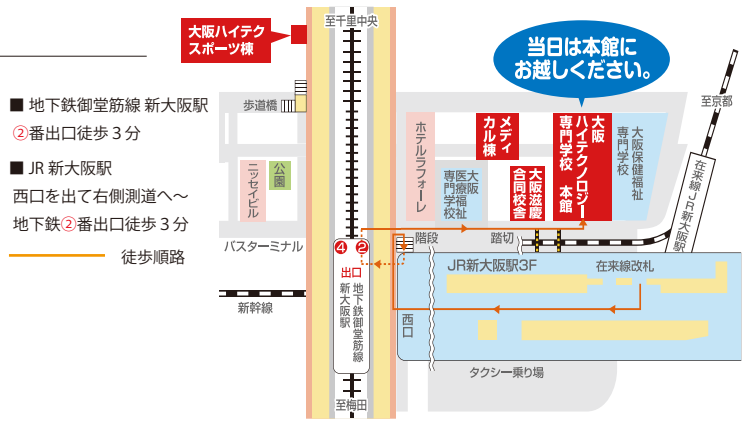 ■ 地下鉄御堂筋線 新大阪駅
②番出口徒歩 3 分
■ JR 新大阪駅
西口を出て右側測道へ～
地下鉄②番出口徒歩 3 分
徒歩順路
大阪ハイテク
スポーツ棟
至千里中央
当日は本館に
お越しください。
至京都
歩道橋
ニッセイビル
公園
ホテルラフォーレ
大阪
医療福祉
専門学校
メディ
カル棟
大阪滋慶
合同校舎
大阪
ハイテクノロジー
専門学校 本館
大阪保健福祉
専門学校
在来線JR新大阪駅
バスターミナル
④ ②
出口
地下鉄御堂筋線
新大阪駅
階段
踏切
JR新大阪駅3F
在来線改札
西口
新幹線
タクシー乗り場
至梅田